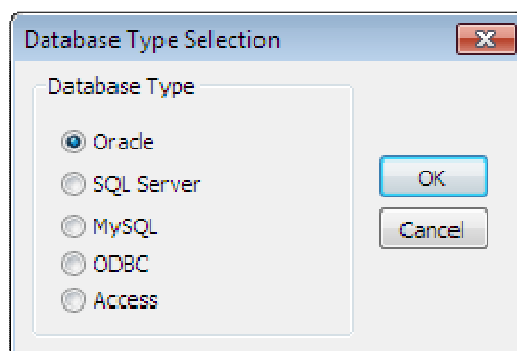 Database Type Selection
Database Type
Oracle
SQL Server
MySQL
ODBC
Access
OK
Cancel